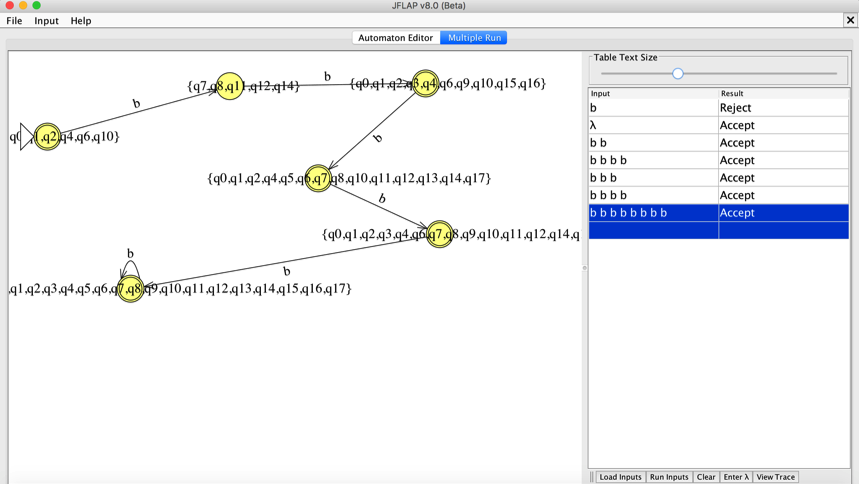 JFLAP v8.0 (Beta)
File Input Help
Automaton Editor Multiple Run
Table Text Size
Input Result
b Reject
λ Accept
b b Accept
b b b b Accept
b b b Accept
b b b b Accept
b b b b b b b b Accept
{q7,q8,q11,q12,q14}
b
{q0,q1,q2,q3,q4,q6,q9,q10,q15,q16}
b
q1,q2,q4,q6,q10}
b
{q0,q1,q2,q4,q5,q6,q7,q8,q10,q11,q12,q13,q14,q17}
b
{q0,q1,q2,q3,q4,q6,q7,q8,q9,q10,q11,q12,q14,q
b
b
,q1,q2,q3,q4,q5,q6,q7,q8,q9,q10,q11,q12,q13,q14,q15,q16,q17}
Load Inputs Run Inputs Clear Enter λ View Trace